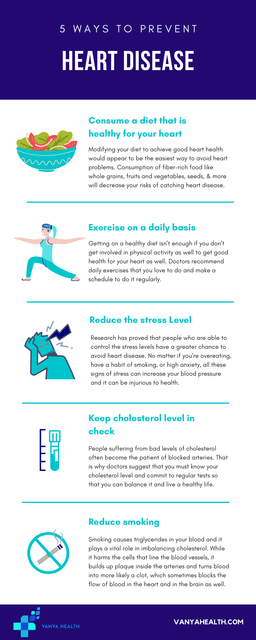 5 WAYS TO PREVENT
HEART DISEASE
Consume a diet that is
healthy for your heart
Modifying your diet to achieve good heart health
would appear to be the easiest way to avoid heart
problems. Consumption of fiber-rich food like
whole grains, fruits and vegetables, seeds, & more
will decrease your risks of catching heart disease.
Exercise on a daily basis
Getting on a healthy diet isn't enough if you don't
get involved in physical activity as well to get good
health for your heart as well. Doctors recommend
daily exercises that you love to do and make a
schedule to do it regularly.
Reduce the stress Level
Research has proved that people who are able to
control the stress levels have a greater chance to
avoid heart disease. No matter if you're overeating,
have a habit of smoking, or high anxiety, all these
signs of stress can increase your blood pressure
and it can be injurious to health.
Keep cholesterol level in
check
People suffering from bad levels of cholesterol
often become the patient of blocked arteries. That
is why doctors suggest that you must know your
cholesterol level and commit to regular tests so
that you can balance it and live a healthy life.
Reduce smoking
Smoking causes triglycerides in your blood and it
plays a vital role in imbalancing cholesterol. While
it harms the cells that line the blood vessels, it
builds up plaque inside the arteries and turns blood
into more likely a clot, which sometimes blocks the
flow of blood in the heart and in the brain as well.
VANYA HEALTH
VANYAHEALTH.COM